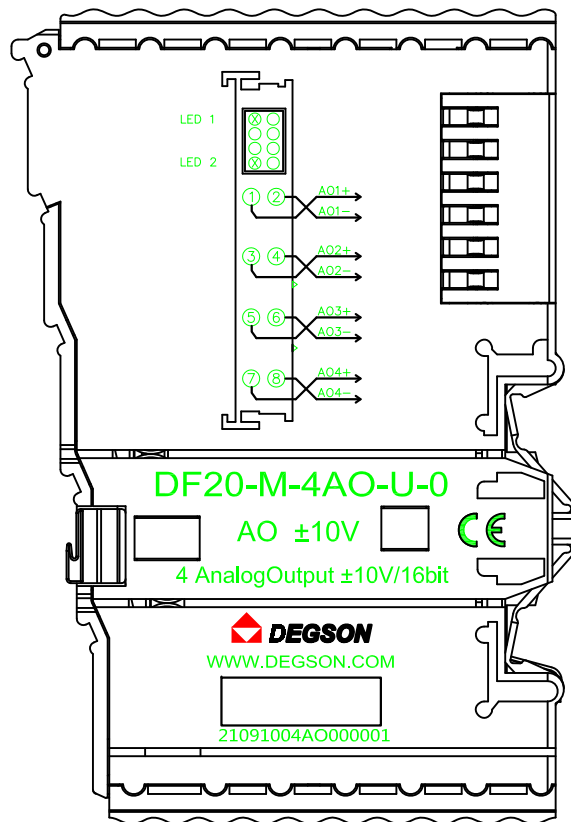 LED 1
LED 2
1 2 AO1+
AO1-
3 4 AO2+
AO2-
5 6 AO3+
AO3-
7 8 AO4+
AO4-
DF20-M-4AO-U-0
AO ±10V
CE
4 AnalogOutput ±10V/16bit
DEGSON
WWW.DEGSON.COM
21091004AO000001